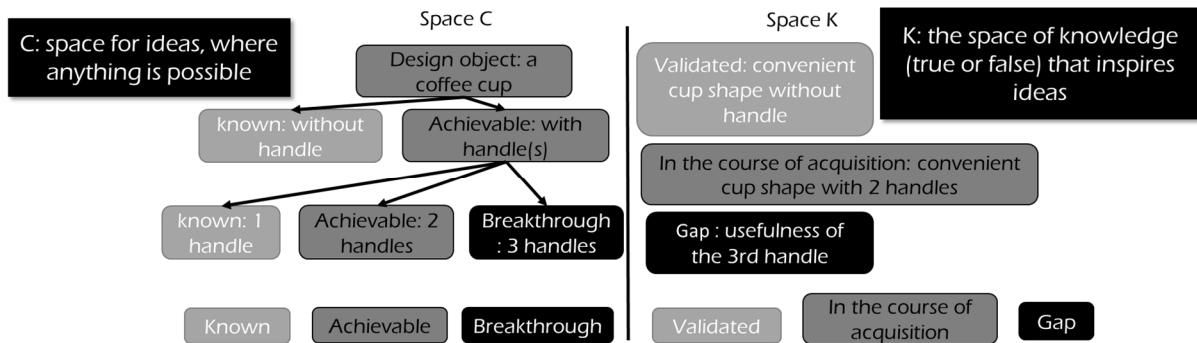 Space C
Space K
C: space for ideas, where
anything is possible
Design object: a
coffee cup
known: without
handle
Achievable: with
handle(s)
known: 1
handle
Achievable: 2
handles
Breakthrough
: 3 handles
Known
Achievable
Breakthrough
Validated: convenient
cup shape without
handle
K: the space of knowledge
(true or false) that inspires
ideas
In the course of acquisition: convenient
cup shape with 2 handles
Gap : usefulness of
the 3rd handle
Validated
In the course of
acquisition
Gap